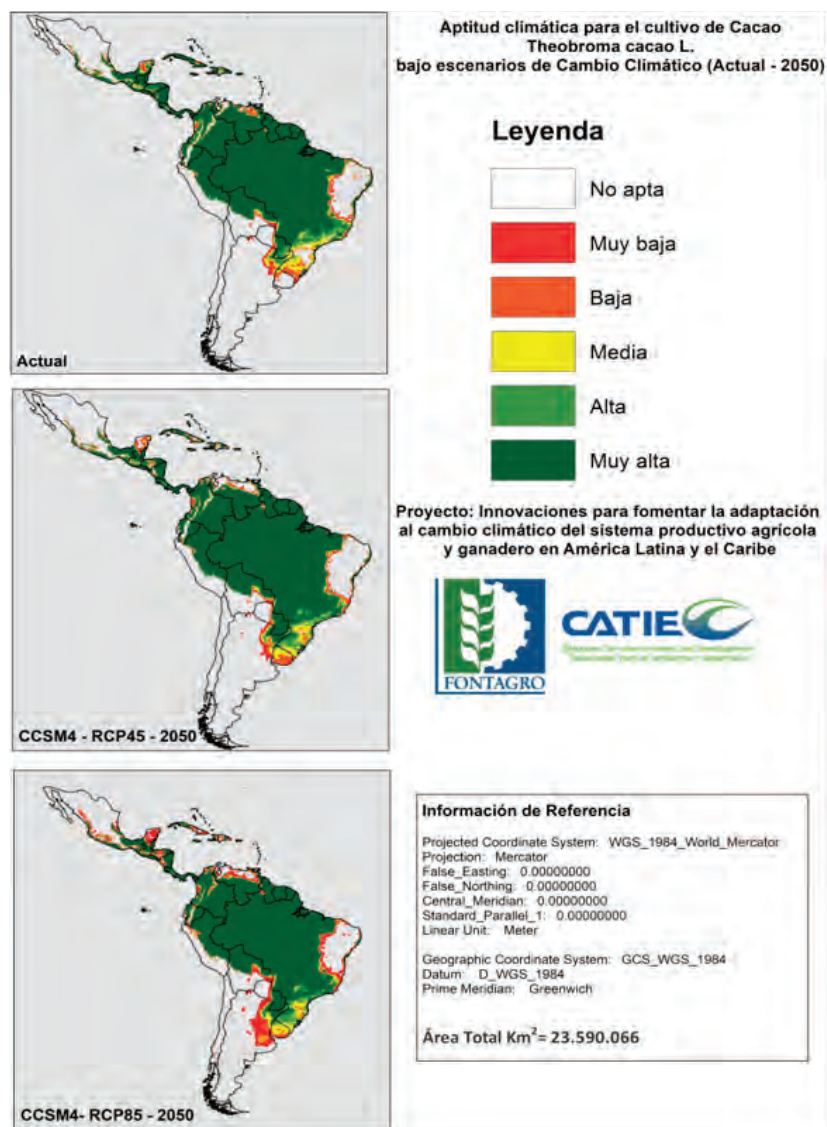 Aptitud climática para el cultivo de Cacao
Theobroma cacao L.
bajo escenarios de Cambio Climático (Actual - 2050)
Leyenda
No apta
Muy baja
Baja
Media
Alta
Muy alta
Actual
Proyecto: Innovaciones para fomentar la adaptación
al cambio climático del sistema productivo agrícola
y ganadero en América Latina y el Caribe
FONTAGRO
CATIE
CCSM4 - RCP45 - 2050
Información de Referencia
Projected Coordinate System: WGS_1984_World_Mercator
Projection: Mercator
False_Easting: 0.00000000
False_Northing: 0.00000000
Central_Meridian: 0.00000000
Standard_Parallel_1: 0.00000000
Linear Unit: Meter
Geographic Coordinate System: GCS_WGS_1984
Datum: D_WGS_1984
Prime Meridian: Greenwich
Área Total Km²= 23.590.066
CCSM4- RCP85 - 2050